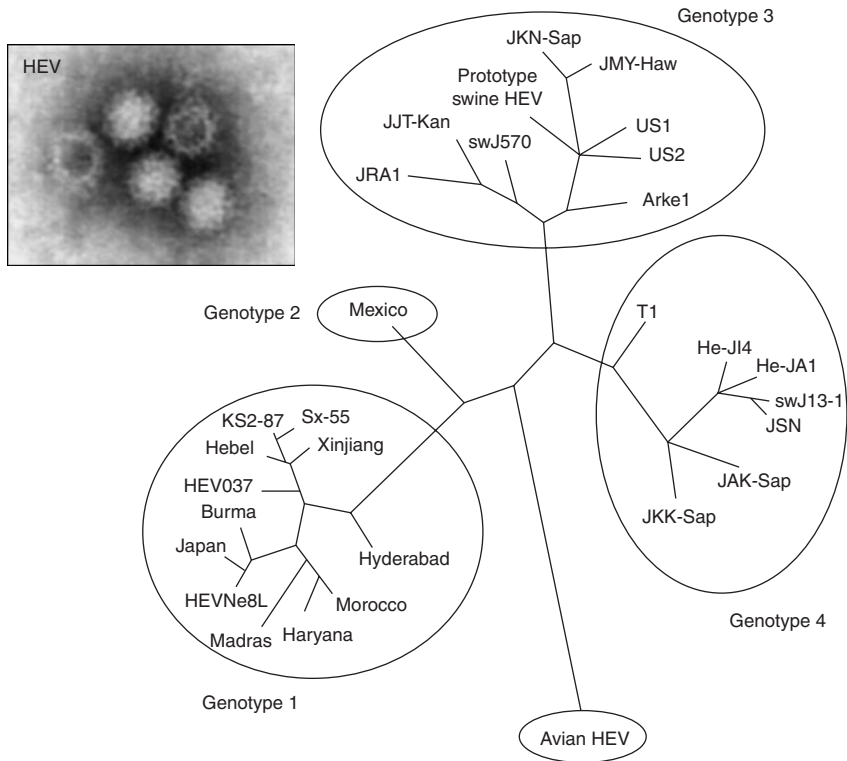 HEV
Genotype 3
JKN-Sap
JMY-Haw
Prototype
swine HEV
JJT-Kan
swJ570
US1
US2
JRA1
Arke1
Genotype 2
Mexico
T1
He-JI4
He-JA1
swJ13-1
JSN
JAK-Sap
JKK-Sap
Genotype 4
KS2-87
Sx-55
Hebel
Xinjiang
HEV037
Burma
Japan
Hyderabad
HEVNe8L
Morocco
Madras
Haryana
Genotype 1
Avian HEV